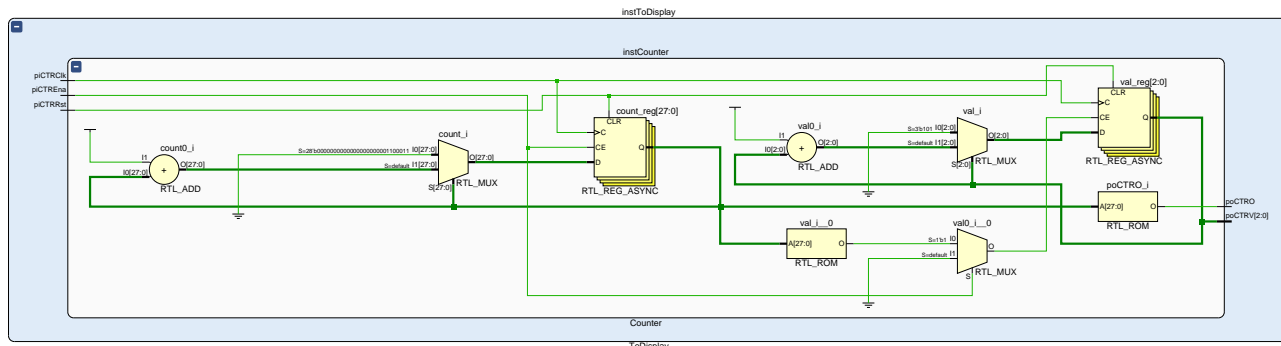 instToDisplay
instCounter
piCTRClk
piCTREna
piCTRRst
val_reg[2:0]
CLR
C
CE
D
Q
RTL_REG_ASYNC
count_reg[27:0]
CLR
C
CE
D
Q
RTL_REG_ASYNC
count_i
S=28'b0000000000000000000001100011 I0[27:0]
S=default I1[27:0]
O[27:0]
S[27:0]
RTL_MUX
count0_i
I1
I0[27:0]
+
O[27:0]
RTL_ADD
val0_i
I1
I0[2:0]
+
O[2:0]
RTL_ADD
val_i
S=3'b101 I0[2:0]
S=default I1[2:0]
O[2:0]
S[2:0]
RTL_MUX
poCTRO_i
A[27:0]
O
RTL_ROM
poCTRO
poCTRV[2:0]
val_i__0
A[27:0]
O
RTL_ROM
val0_i__0
S=1'b1 I0
S=default I1
O
S
RTL_MUX
Counter
ToDisplay